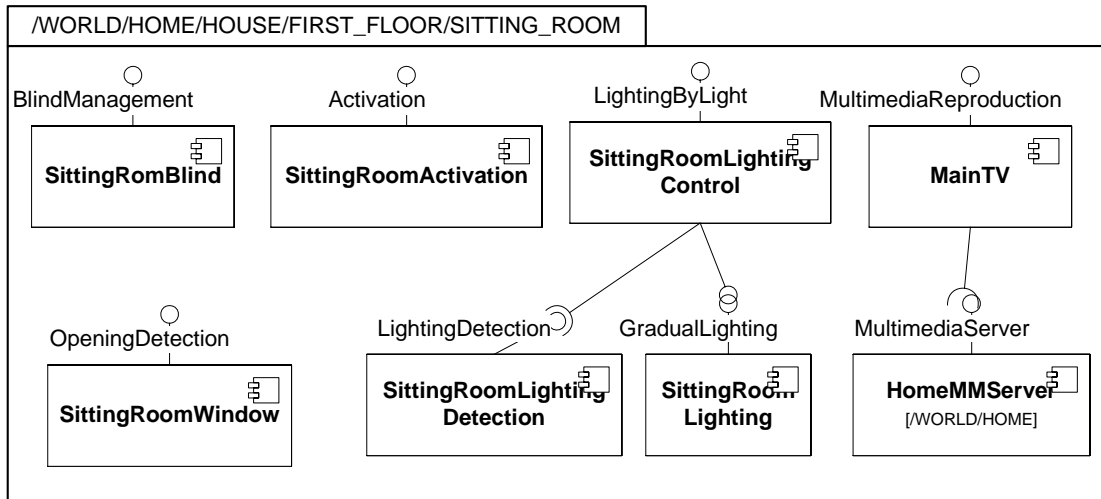 /WORLD/HOME/HOUSE/FIRST_FLOOR/SITTING_ROOM
BlindManagement
Activation
LightingByLight
MultimediaReproduction
SittingRomBlind
SittingRoomActivation
SittingRoomLighting
Control
MainTV
OpeningDetection
LightingDetection
GradualLighting
MultimediaServer
SittingRoomWindow
SittingRoomLighting
Detection
SittingRoom
Lighting
HomeMMServer
[/WORLD/HOME]